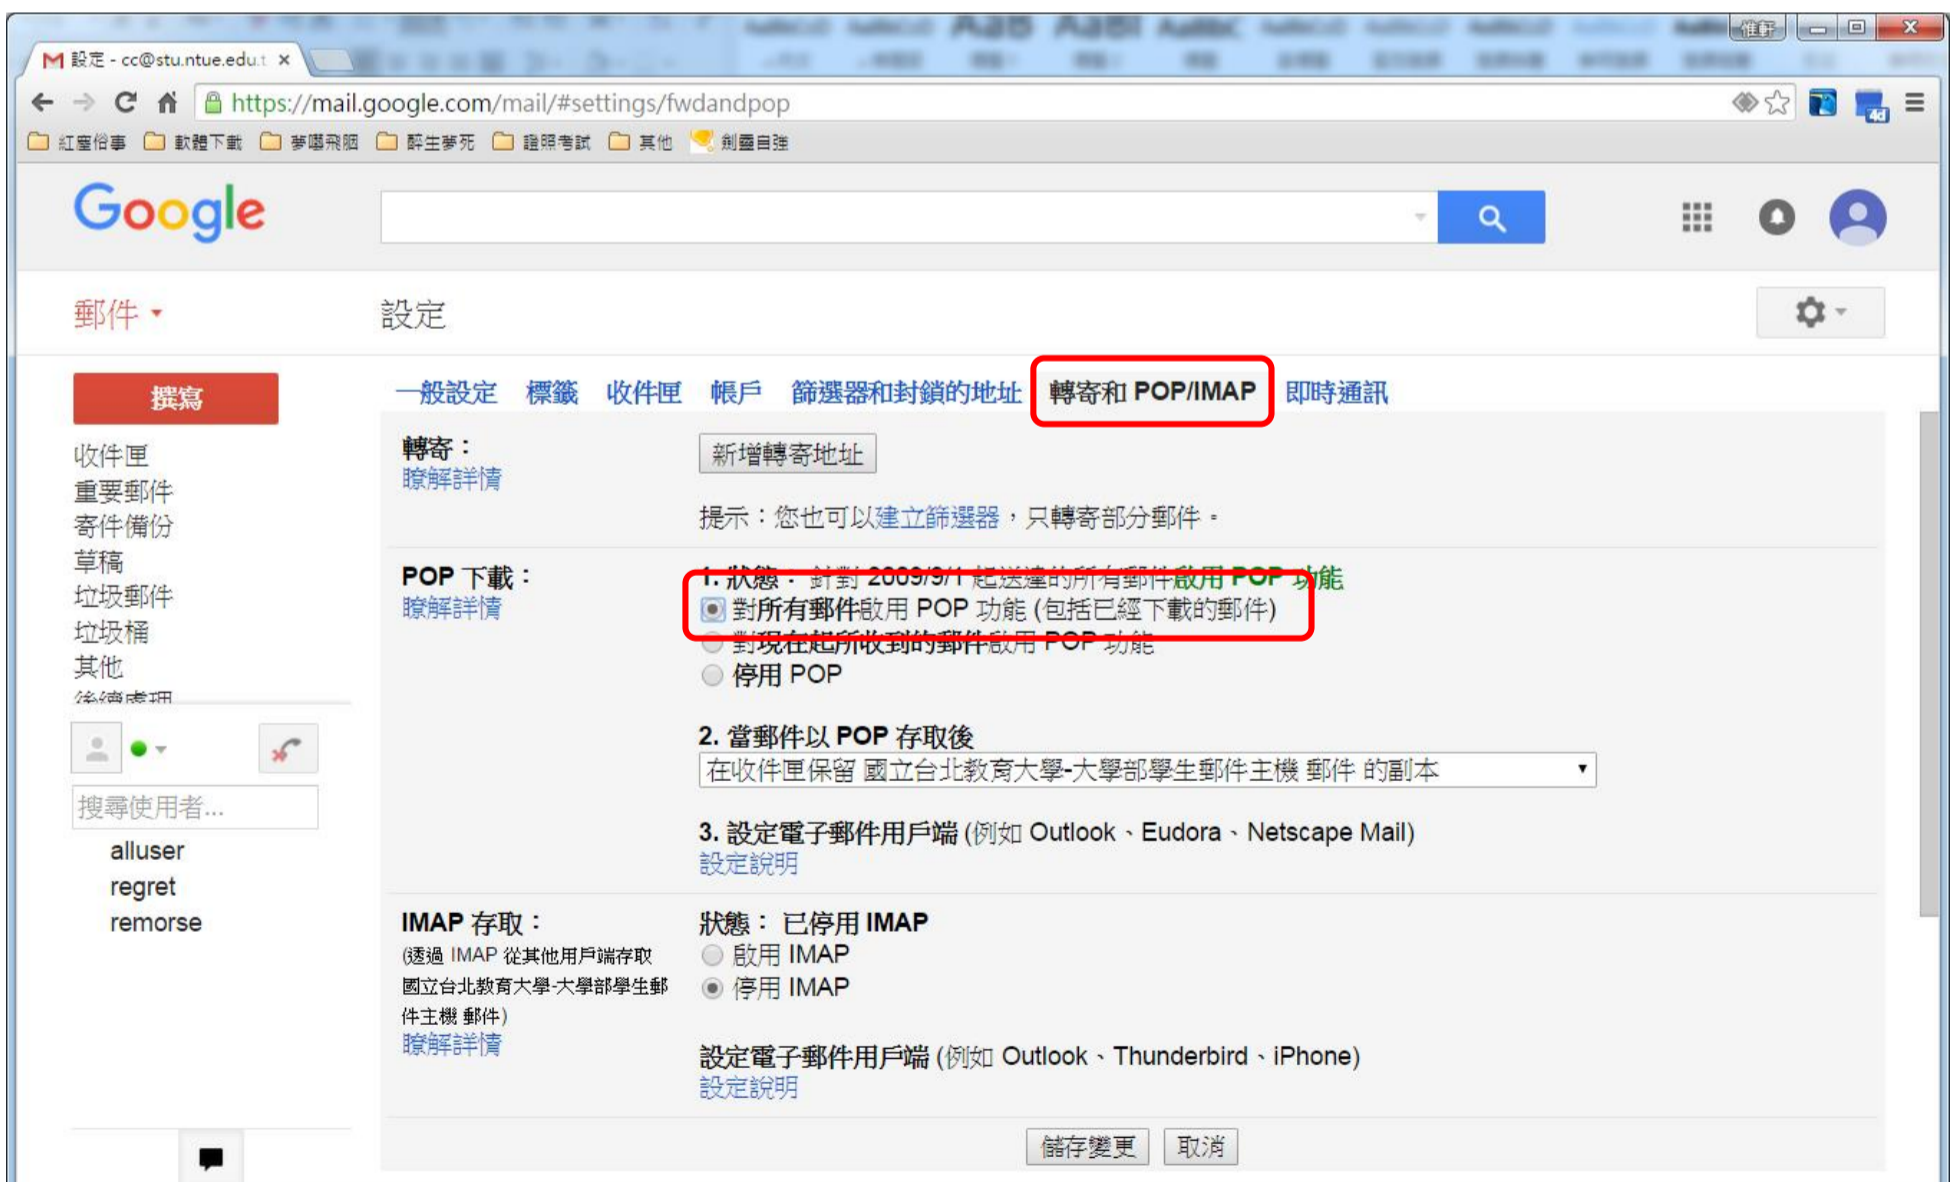 惟軒
設定 - cc@stu.ntue.edu.t
https://mail.google.com/mail/#settings/fwdandpop
4d
紅塵俗事 軟體下載 夢囈飛胭 醉生夢死 證照考試 其他 劍靈自強
Google
郵件
設定
撰寫
一般設定 標籤 收件匣 帳戶 篩選器和封鎖的地址 轉寄和 POP/IMAP 即時通訊
收件匣
重要郵件
寄件備份
草稿
垃圾郵件
垃圾桶
其他
後續處理
搜尋使用者...
alluser
regret
remorse
轉寄：
瞭解詳情
新增轉寄地址
提示：您也可以建立篩選器，只轉寄部分郵件。
POP 下載：
瞭解詳情
1. 狀態： 針對 2009/9/1 起送達的所有郵件啟用 POP 功能
對所有郵件啟用 POP 功能 (包括已經下載的郵件)
對現在起所收到的郵件啟用 POP 功能
停用 POP
2. 當郵件以 POP 存取後
在收件匣保留 國立台北教育大學-大學部學生郵件主機 郵件 的副本
3. 設定電子郵件用戶端 (例如 Outlook、Eudora、Netscape Mail)
設定說明
IMAP 存取：
(透過 IMAP 從其他用戶端存取
國立台北教育大學-大學部學生郵
件主機 郵件)
瞭解詳情
狀態： 已停用 IMAP
啟用 IMAP
停用 IMAP
設定電子郵件用戶端 (例如 Outlook、Thunderbird、iPhone)
設定說明
儲存變更 取消